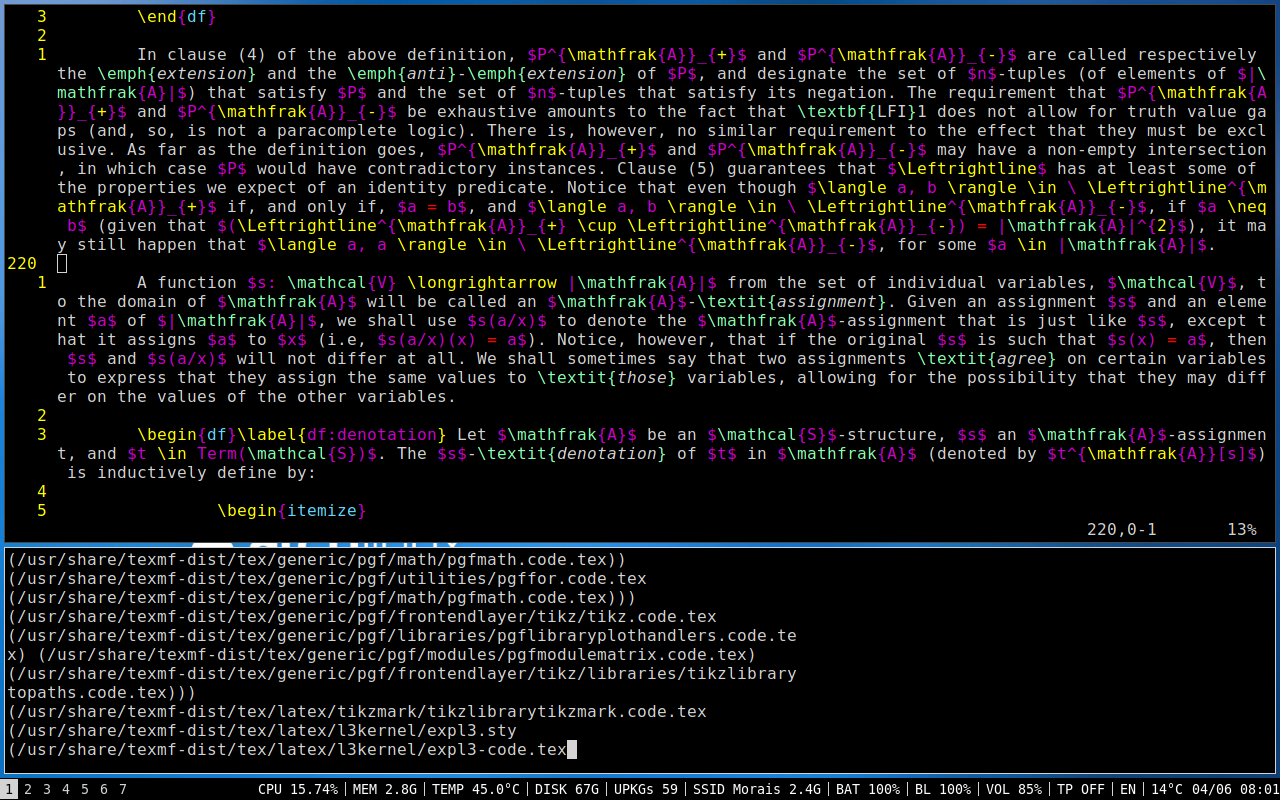 3         \end{df}
2
1         In clause (4) of the above definition, $P^{\mathfrak{A}}_{+}$ and $P^{\mathfrak{A}}_{-}$ are called respectively
the \emph{extension} and the \emph{anti}-\emph{extension} of $P$, and designate the set of $n$-tuples (of elements of $|\
mathfrak{A}|$) that satisfy $P$ and the set of $n$-tuples that satisfy its negation. The requirement that $P^{\mathfrak{A
}}_{+}$ and $P^{\mathfrak{A}}_{-}$ be exhaustive amounts to the fact that \textbf{LFI}1 does not allow for truth value ga
ps (and, so, is not a paracomplete logic). There is, however, no similar requirement to the effect that they must be excl
usive. As far as the definition goes, $P^{\mathfrak{A}}_{+}$ and $P^{\mathfrak{A}}_{-}$ may have a non-empty intersection
, in which case $P$ would have contradictory instances. Clause (5) guarantees that $\Leftrightline$ has at least some of
the properties we expect of an identity predicate. Notice that even though $\langle a, b \rangle \in \ \Leftrightline^{\m
athfrak{A}}_{+}$ if, and only if, $a = b$, and $\langle a, b \rangle \in \ \Leftrightline^{\mathfrak{A}}_{-}$, if $a \neq
b$ (given that $(\Leftrightline^{\mathfrak{A}}_{+} \cup \Leftrightline^{\mathfrak{A}}_{-}) = |\mathfrak{A}|^{2}$), it ma
y still happen that $\langle a, a \rangle \in \ \Leftrightline^{\mathfrak{A}}_{-}$, for some $a \in |\mathfrak{A}|$.
220
1         A function $s: \mathcal{V} \longrightarrow |\mathfrak{A}|$ from the set of individual variables, $\mathcal{V}$, t
o the domain of $\mathfrak{A}$ will be called an $\mathfrak{A}$-\textit{assignment}. Given an assignment $s$ and an eleme
nt $a$ of $|\mathfrak{A}|$, we shall use $s(a/x)$ to denote the $\mathfrak{A}$-assignment that is just like $s$, except t
hat it assigns $a$ to $x$ (i.e, $s(a/x)(x) = a$). Notice, however, that if the original $s$ is such that $s(x) = a$, then
$s$ and $s(a/x)$ will not differ at all. We shall sometimes say that two assignments \textit{agree} on certain variables
to express that they assign the same values to \textit{those} variables, allowing for the possibility that they may diff
er on the values of the other variables.
2
3         \begin{df}\label{df:denotation} Let $\mathfrak{A}$ be an $\mathcal{S}$-structure, $s$ an $\mathfrak{A}$-assignmen
t, and $t \in Term(\mathcal{S})$. The $s$-\textit{denotation} of $t$ in $\mathfrak{A}$ (denoted by $t^{\mathfrak{A}}[s]$)
is inductively define by:
4
5                 \begin{itemize}
220,0-1       13%
(/usr/share/texmf-dist/tex/generic/pgf/math/pgfmath.code.tex))
(/usr/share/texmf-dist/tex/generic/pgf/utilities/pgffor.code.tex
(/usr/share/texmf-dist/tex/generic/pgf/math/pgfmath.code.tex)))
(/usr/share/texmf-dist/tex/generic/pgf/frontendlayer/tikz/tikz.code.tex
(/usr/share/texmf-dist/tex/generic/pgf/libraries/pgflibraryplothandlers.code.te
x) (/usr/share/texmf-dist/tex/generic/pgf/modules/pgfmodulematrix.code.tex)
(/usr/share/texmf-dist/tex/generic/pgf/frontendlayer/tikz/libraries/tikzlibrary
topaths.code.tex)))
(/usr/share/texmf-dist/tex/latex/tikzmark/tikzlibrarytikzmark.code.tex
(/usr/share/texmf-dist/tex/latex/l3kernel/expl3.sty
(/usr/share/texmf-dist/tex/latex/l3kernel/expl3-code.tex
1 2 3 4 5 6 7 CPU 15.74% | MEM 2.8G | TEMP 45.0°C | DISK 67G | UPKGs 59 | SSID Morais 2.4G | BAT 100% | BL 100% | VOL 85% | TP OFF | EN | 14°C 04/06 08:01